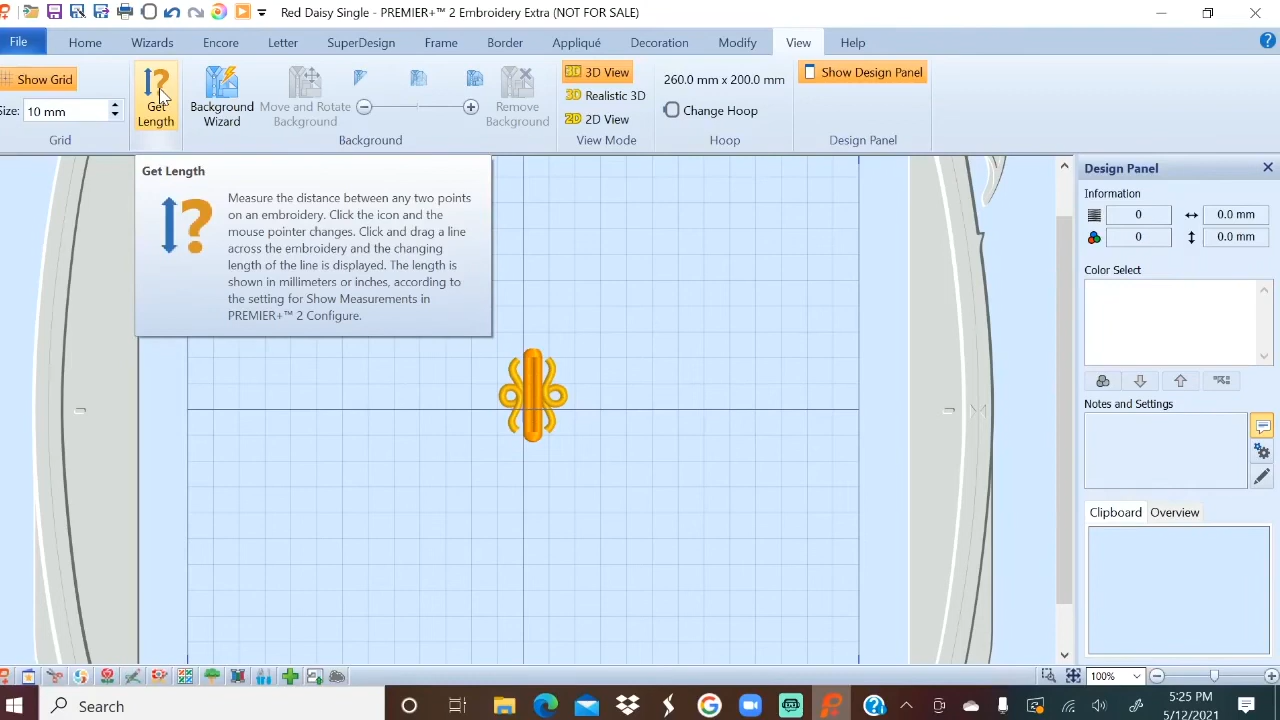 Red Daisy Single - PREMIER+™ 2 Embroidery Extra (NOT FOR SALE)
File Home Wizards Encore Letter SuperDesign Frame Border Appliqué Decoration Modify View Help
Show Grid
Size: 10 mm
Grid
Get
Length
Background
Wizard
Move and Rotate
Background
Remove
Background
Background
3D 3D View
3D Realistic 3D
2D 2D View
View Mode
260.0 mm x 200.0 mm
Change Hoop
Hoop
Show Design Panel
Design Panel
Get Length
Measure the distance between any two points
on an embroidery. Click the icon and the
mouse pointer changes. Click and drag a line
across the embroidery and the changing
length of the line is displayed. The length is
shown in millimeters or inches, according to
the setting for Show Measurements in
PREMIER+™ 2 Configure.
Design Panel
Information
0 0.0 mm
0 0.0 mm
Color Select
Notes and Settings
Clipboard Overview
100%
Search
5:25 PM
5/12/2021